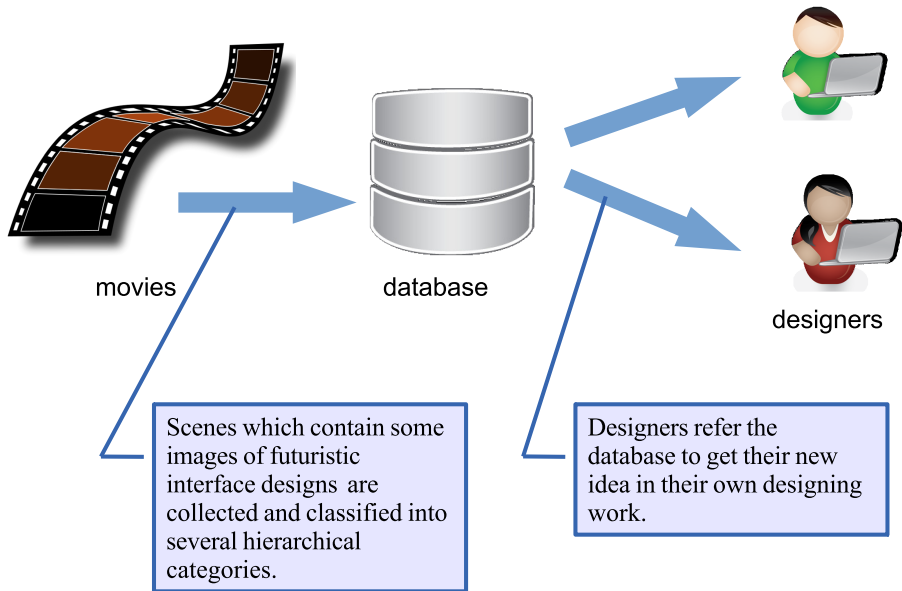 movies
database
designers
Scenes which contain some
images of futuristic
interface designs are
collected and classified into
several hierarchical
categories.
Designers refer the
database to get their new
idea in their own designing
work.